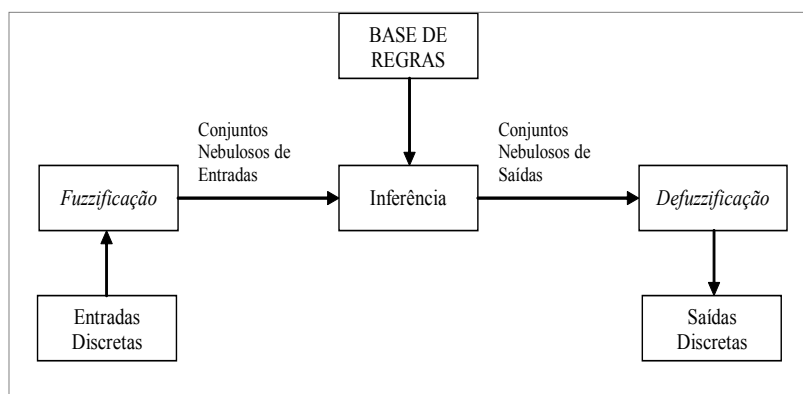 BASE DE
REGRAS
Conjuntos
Nebulosos de
Entradas
Conjuntos
Nebulosos de
Saídas
Fuzzificação
Inferência
Defuzzificação
Entradas
Discretas
Saídas
Discretas